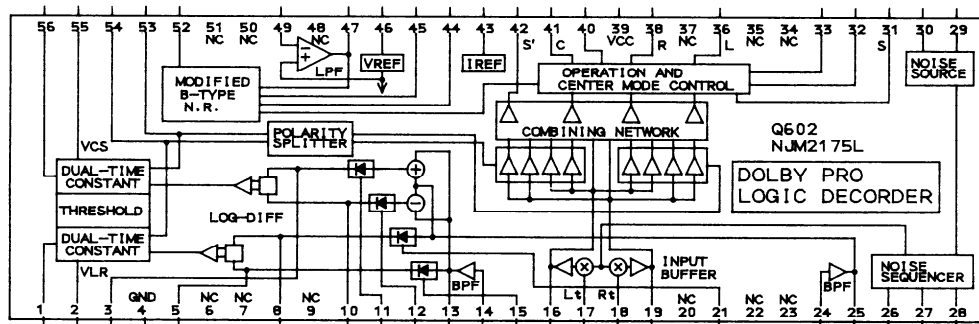 56 55 54 53 52 51 50 49 48 47 46 45 44 43 42 41 40 39 38 37 36 35 34 33 32 31 30 29
NC NC NC S' C VCC R NC L NC NC S
LPF
VREF
IREF
MODIFIED
B-TYPE
N.R.
OPERATION AND
CENTER MODE CONTROL
NOISE
SOURCE
VCS
POLARITY
SPLITTER
COMBINING NETWORK
Q602
NJM2175L
DUAL-TIME
CONSTANT
THRESHOLD
DUAL-TIME
CONSTANT
LOG-DIFF
DOLBY PRO
LOGIC DECORDER
VLR
BPF
INPUT
BUFFER
BPF
NOISE
SEQUENCER
GND NC NC NC Lt Rt NC NC NC
1 2 3 4 5 6 7 8 9 10 11 12 13 14 15 16 17 18 19 20 21 22 23 24 25 26 27 28